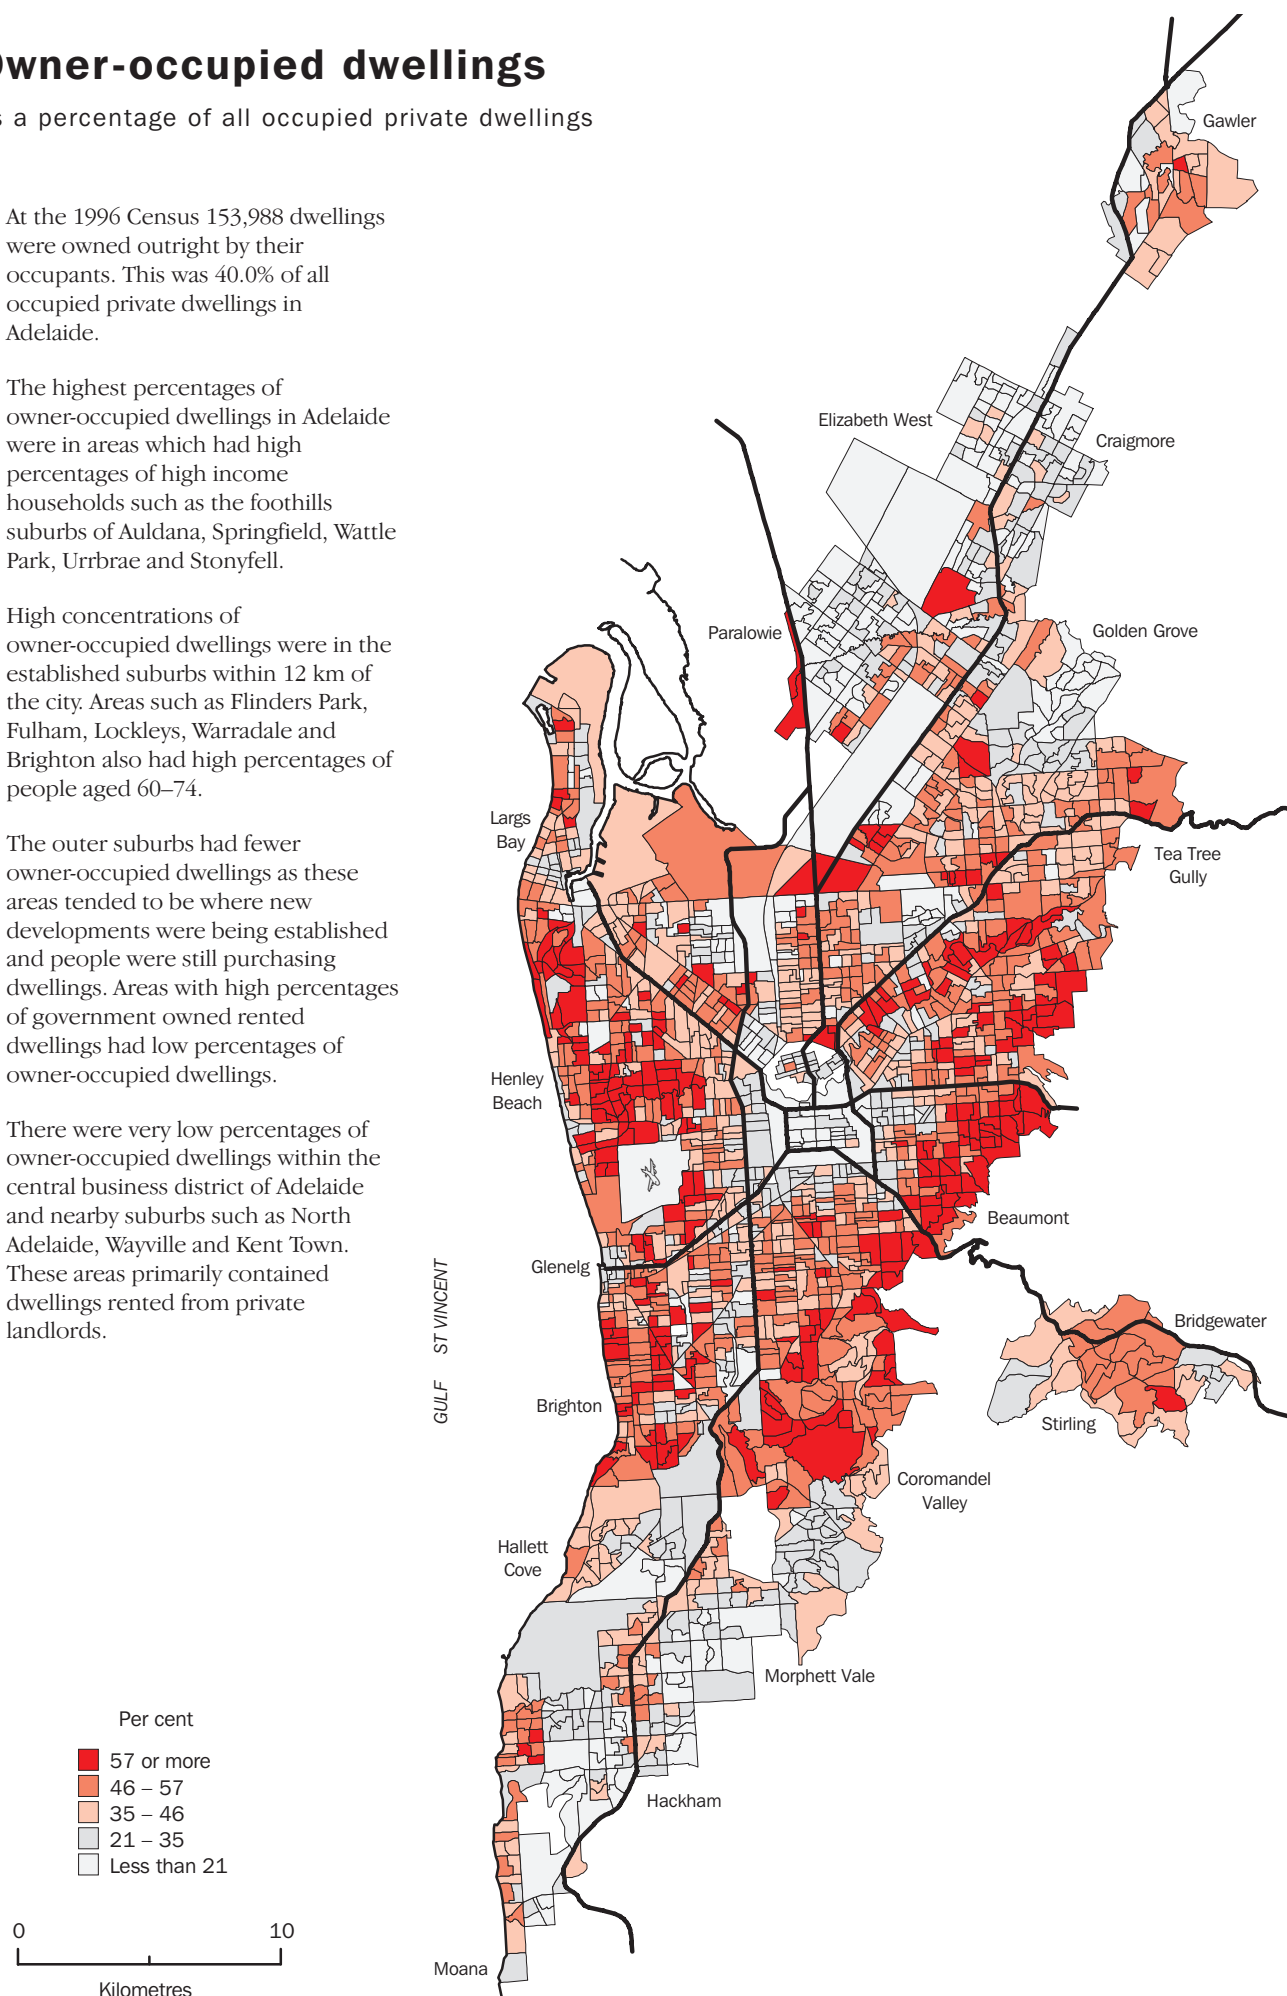 Owner-occupied dwellings
s a percentage of all occupied private dwellings
At the 1996 Census 153,988 dwellings
were owned outright by their
occupants. This was 40.0% of all
occupied private dwellings in
Adelaide.
The highest percentages of
owner-occupied dwellings in Adelaide
were in areas which had high
percentages of high income
households such as the foothills
suburbs of Auldana, Springfield, Wattle
Park, Urrbrae and Stonyfell.
High concentrations of
owner-occupied dwellings were in the
established suburbs within 12 km of
the city. Areas such as Flinders Park,
Fulham, Lockleys, Warradale and
Brighton also had high percentages of
people aged 60–74.
The outer suburbs had fewer
owner-occupied dwellings as these
areas tended to be where new
developments were being established
and people were still purchasing
dwellings. Areas with high percentages
of government owned rented
dwellings had low percentages of
owner-occupied dwellings.
There were very low percentages of
owner-occupied dwellings within the
central business district of Adelaide
and nearby suburbs such as North
Adelaide, Wayville and Kent Town.
These areas primarily contained
dwellings rented from private
landlords.
Gawler
Elizabeth West
Craigmore
Paralowie
Golden Grove
Largs
Bay
Tea Tree
Gully
Henley
Beach
Beaumont
Glenelg
GULF ST VINCENT
Bridgewater
Brighton
Stirling
Coromandel
Valley
Hallett
Cove
Morphett Vale
Hackham
Moana
Per cent
57 or more
46 – 57
35 – 46
21 – 35
Less than 21
0 10
Kilometres